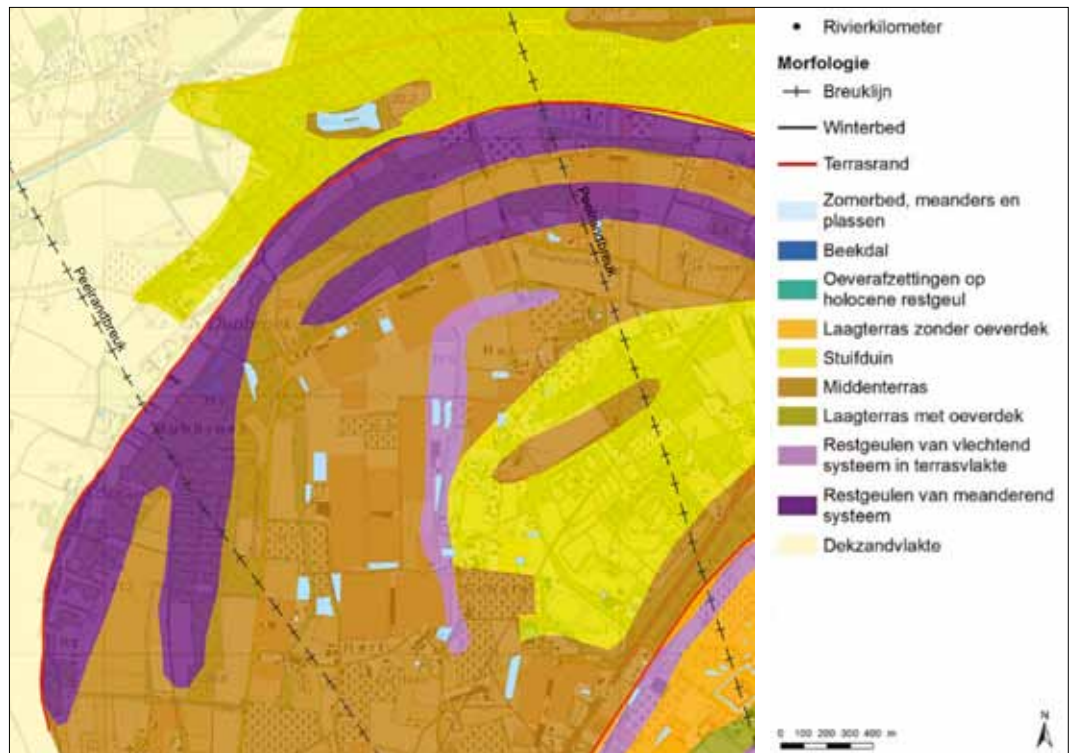 Peelrandbreuk
Peelrandbreuk
Rivierkilometer
Morfologie
Breuklijn
Winterbed
Terrasrand
Zomerbed, meanders en
plassen
Beekdal
Oeverafzettingen op
holocene restgeul
Laagterras zonder oeverdek
Stuifduin
Middenterras
Laagterras met oeverdek
Restgeulen van vlechtend
systeem in terrasvlakte
Restgeulen van meanderend
systeem
Dekzandvlakte
0 100 200 300 400 m
N